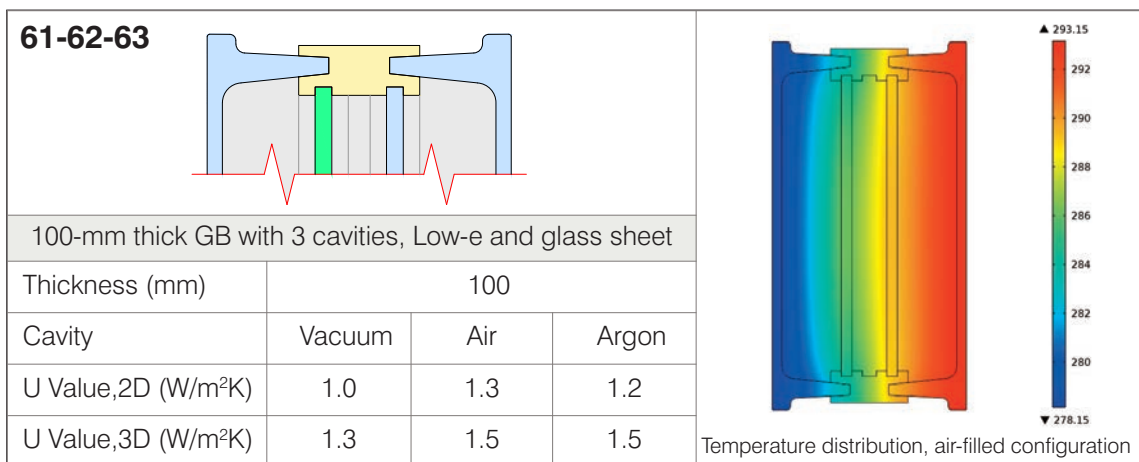 61-62-63
100-mm thick GB with 3 cavities, Low-e and glass sheet
Thickness (mm) 100
Cavity Vacuum Air Argon
U Value,2D (W/m²K) 1.0 1.3 1.2
U Value,3D (W/m²K) 1.3 1.5 1.5
▲ 293.15
292
290
288
286
284
282
280
▼ 278.15
Temperature distribution, air-filled configuration